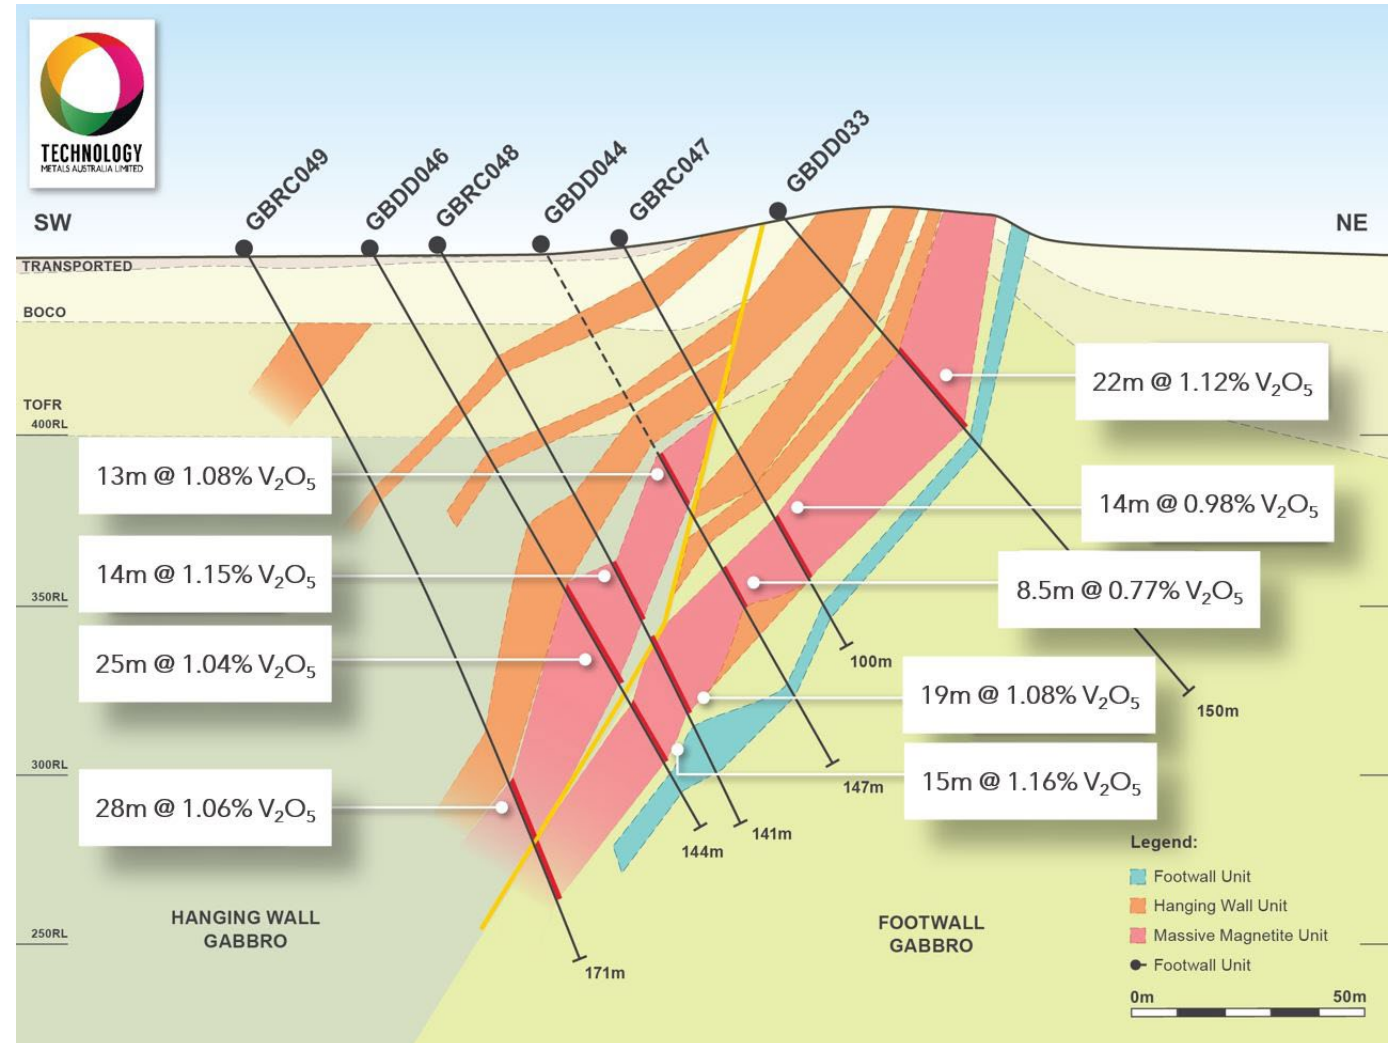 TECHNOLOGY
METALS AUSTRALIA LIMITED
GBRC049
GBDD046
GBRC048
GBDD044
GBRC047
GBDD033
SW
NE
TRANSPORTED
BOCO
TOFR
400RL
22m @ 1.12% V₂O₅
13m @ 1.08% V₂O₅
14m @ 0.98% V₂O₅
14m @ 1.15% V₂O₅
8.5m @ 0.77% V₂O₅
350RL
25m @ 1.04% V₂O₅
100m
19m @ 1.08% V₂O₅
150m
300RL
15m @ 1.16% V₂O₅
147m
28m @ 1.06% V₂O₅
141m
144m
Legend:
Footwall Unit
Hanging Wall Unit
Massive Magnetite Unit
Footwall Unit
HANGING WALL
GABBRO
FOOTWALL
GABBRO
250RL
171m
0m 50m